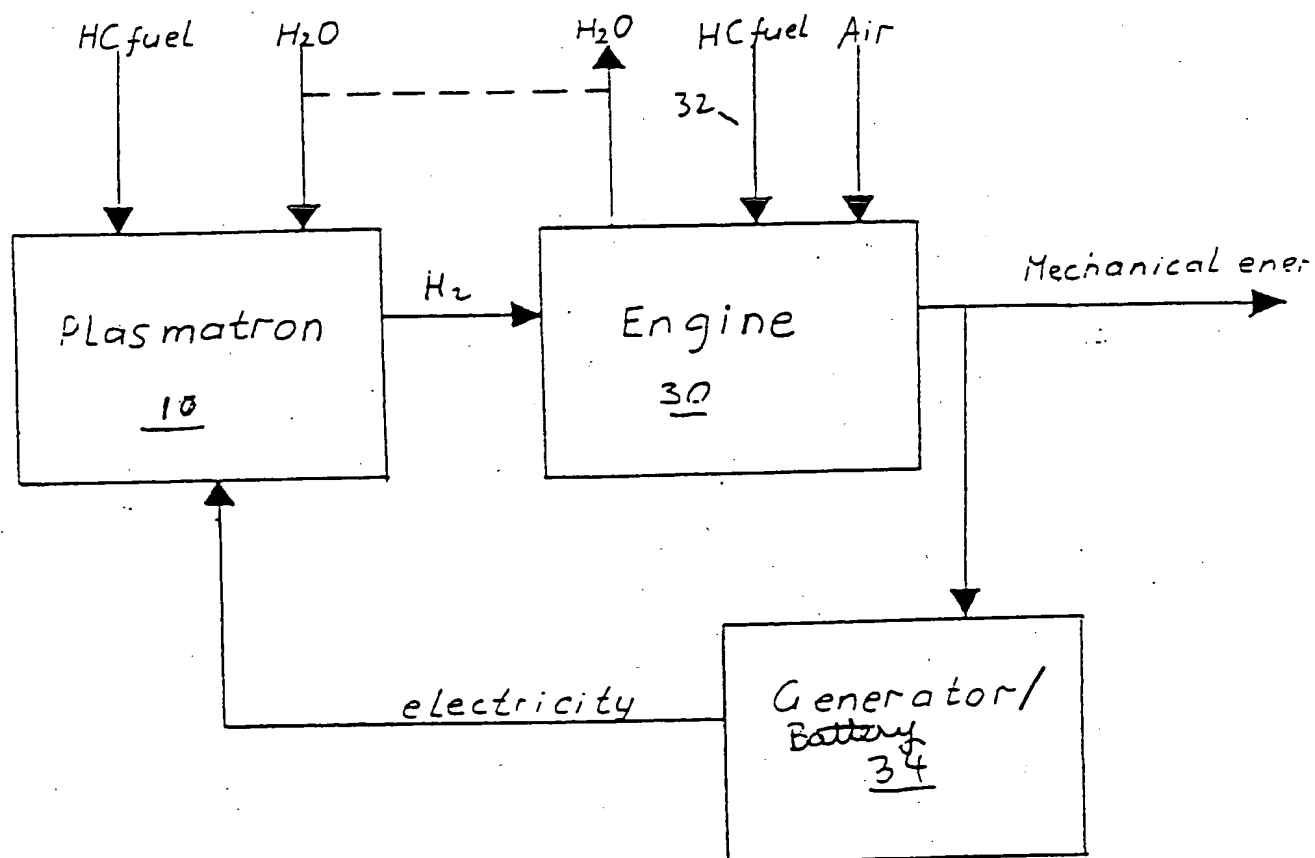 HC fuel H2O H2O HC fuel Air
32
Mechanical ener
H2
Plasmatron
10
Engine
30
Generator/
Battery
34
electricity